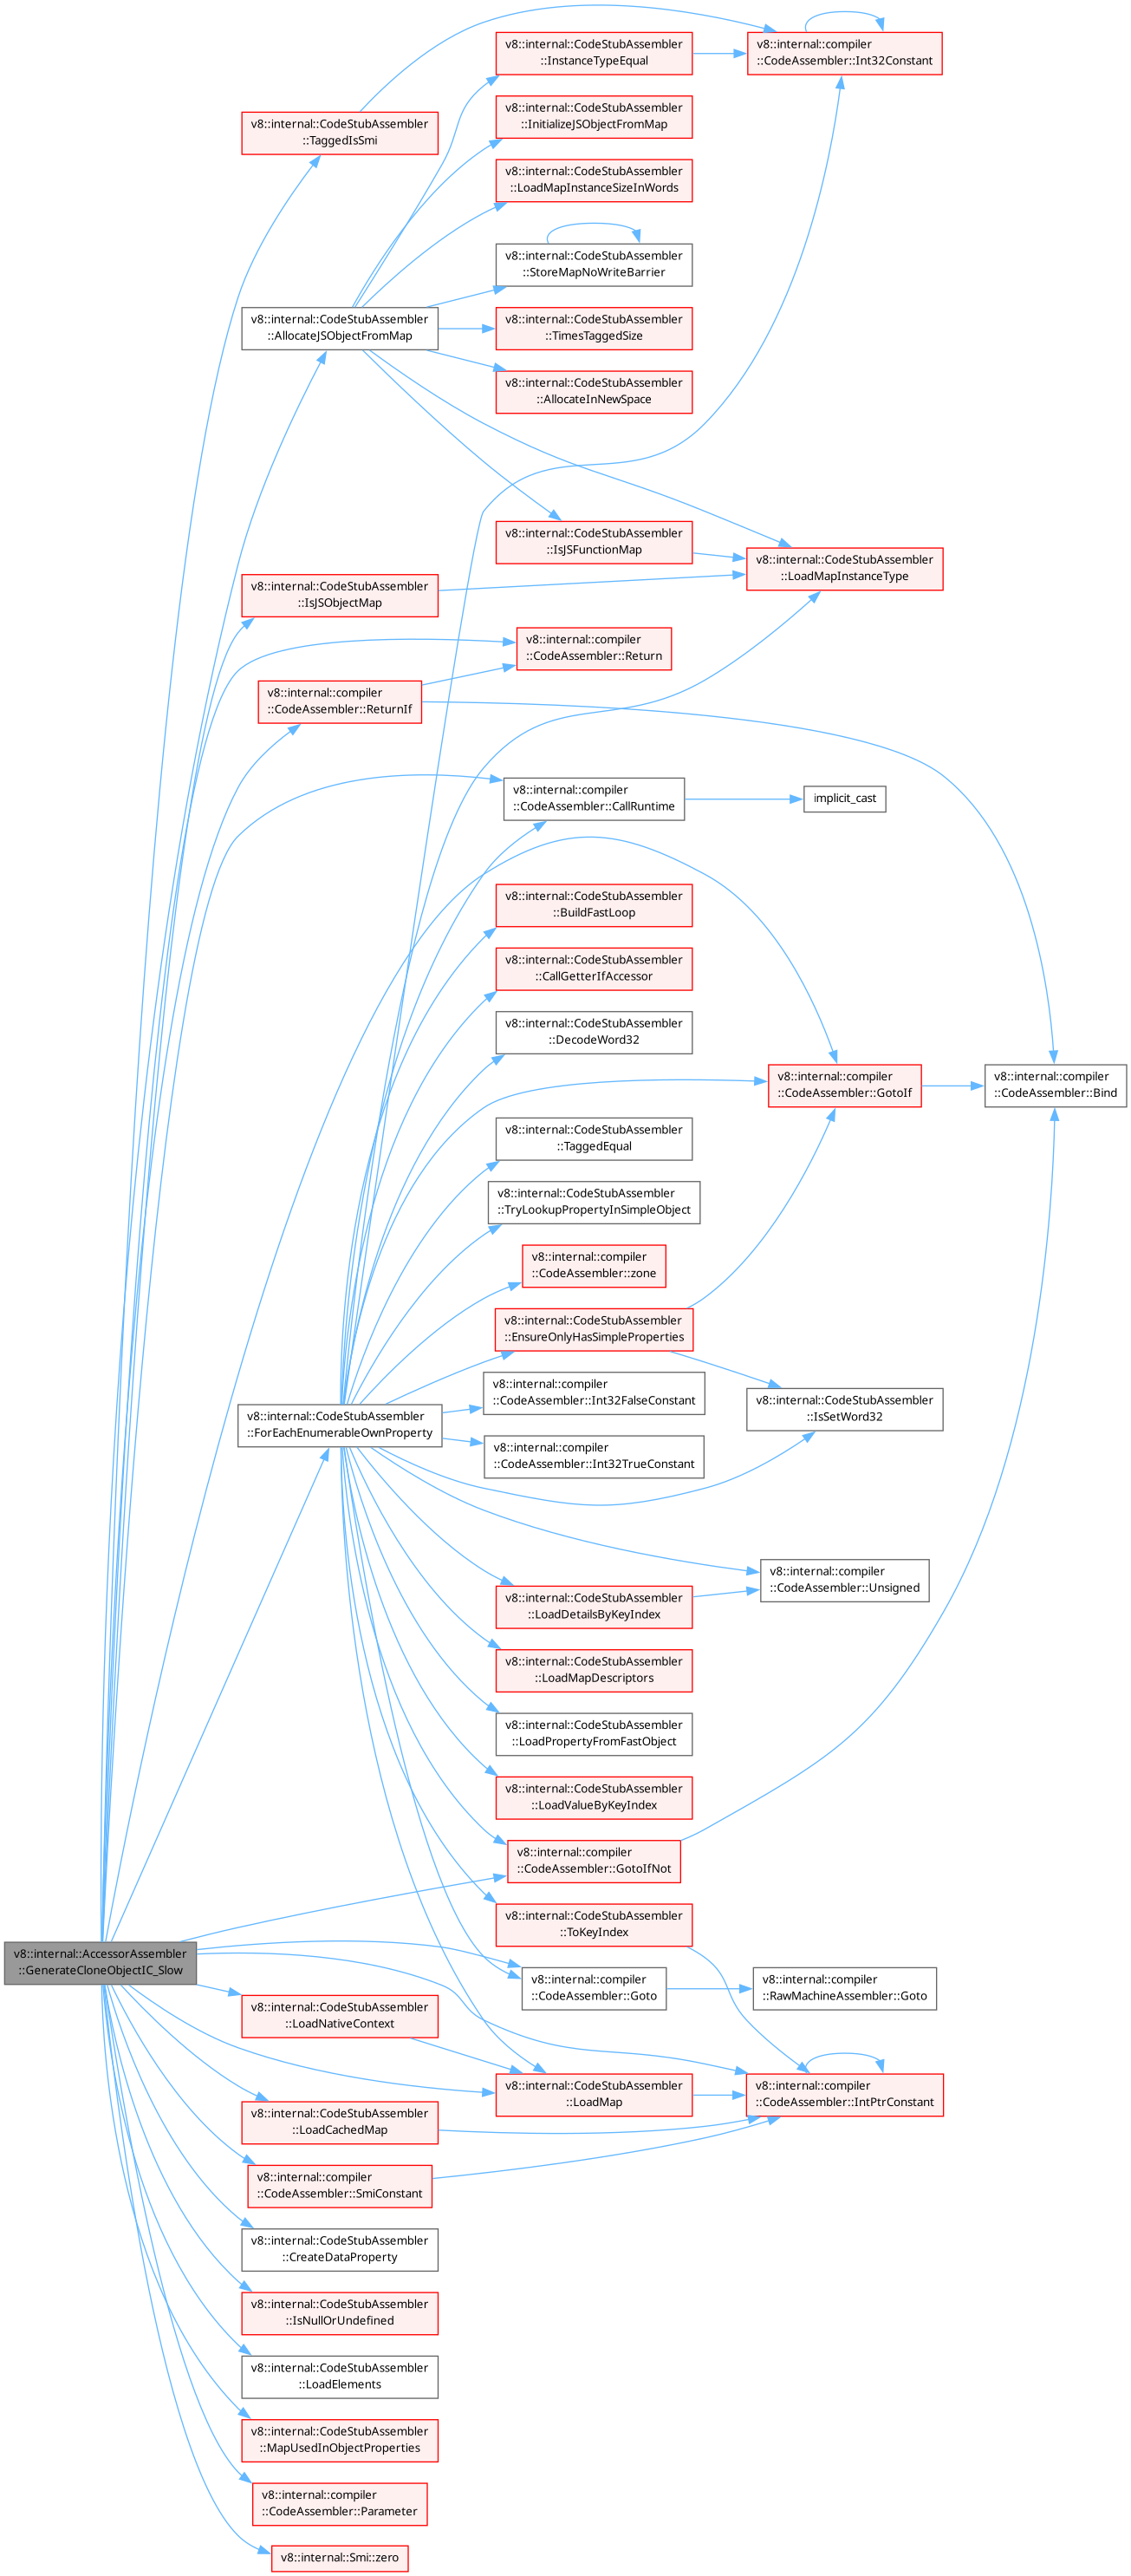 v8::internal::CodeStubAssembler
::InstanceTypeEqual
v8::internal::compiler
::CodeAssembler::Int32Constant
v8::internal::CodeStubAssembler
::InitializeJSObjectFromMap
v8::internal::CodeStubAssembler
::TaggedIsSmi
v8::internal::CodeStubAssembler
::LoadMapInstanceSizeInWords
v8::internal::CodeStubAssembler
::StoreMapNoWriteBarrier
v8::internal::CodeStubAssembler
::AllocateJSObjectFromMap
v8::internal::CodeStubAssembler
::TimesTaggedSize
v8::internal::CodeStubAssembler
::AllocateInNewSpace
v8::internal::CodeStubAssembler
::IsJSFunctionMap
v8::internal::CodeStubAssembler
::LoadMapInstanceType
v8::internal::CodeStubAssembler
::IsJSObjectMap
v8::internal::compiler
::CodeAssembler::Return
v8::internal::compiler
::CodeAssembler::ReturnIf
v8::internal::compiler
::CodeAssembler::CallRuntime
implicit_cast
v8::internal::CodeStubAssembler
::BuildFastLoop
v8::internal::CodeStubAssembler
::CallGetterIfAccessor
v8::internal::CodeStubAssembler
::DecodeWord32
v8::internal::compiler
::CodeAssembler::GotoIf
v8::internal::compiler
::CodeAssembler::Bind
v8::internal::CodeStubAssembler
::TaggedEqual
v8::internal::CodeStubAssembler
::TryLookupPropertyInSimpleObject
v8::internal::compiler
::CodeAssembler::zone
v8::internal::CodeStubAssembler
::EnsureOnlyHasSimpleProperties
v8::internal::compiler
::CodeAssembler::Int32FalseConstant
v8::internal::CodeStubAssembler
::IsSetWord32
v8::internal::CodeStubAssembler
::ForEachEnumerableOwnProperty
v8::internal::compiler
::CodeAssembler::Int32TrueConstant
v8::internal::compiler
::CodeAssembler::Unsigned
v8::internal::CodeStubAssembler
::LoadDetailsByKeyIndex
v8::internal::CodeStubAssembler
::LoadMapDescriptors
v8::internal::CodeStubAssembler
::LoadPropertyFromFastObject
v8::internal::CodeStubAssembler
::LoadValueByKeyIndex
v8::internal::compiler
::CodeAssembler::GotoIfNot
v8::internal::CodeStubAssembler
::ToKeyIndex
v8::internal::AccessorAssembler
::GenerateCloneObjectIC_Slow
v8::internal::compiler
::CodeAssembler::Goto
v8::internal::compiler
::RawMachineAssembler::Goto
v8::internal::CodeStubAssembler
::LoadNativeContext
v8::internal::CodeStubAssembler
::LoadMap
v8::internal::compiler
::CodeAssembler::IntPtrConstant
v8::internal::CodeStubAssembler
::LoadCachedMap
v8::internal::compiler
::CodeAssembler::SmiConstant
v8::internal::CodeStubAssembler
::CreateDataProperty
v8::internal::CodeStubAssembler
::IsNullOrUndefined
v8::internal::CodeStubAssembler
::LoadElements
v8::internal::CodeStubAssembler
::MapUsedInObjectProperties
v8::internal::compiler
::CodeAssembler::Parameter
v8::internal::Smi::zero